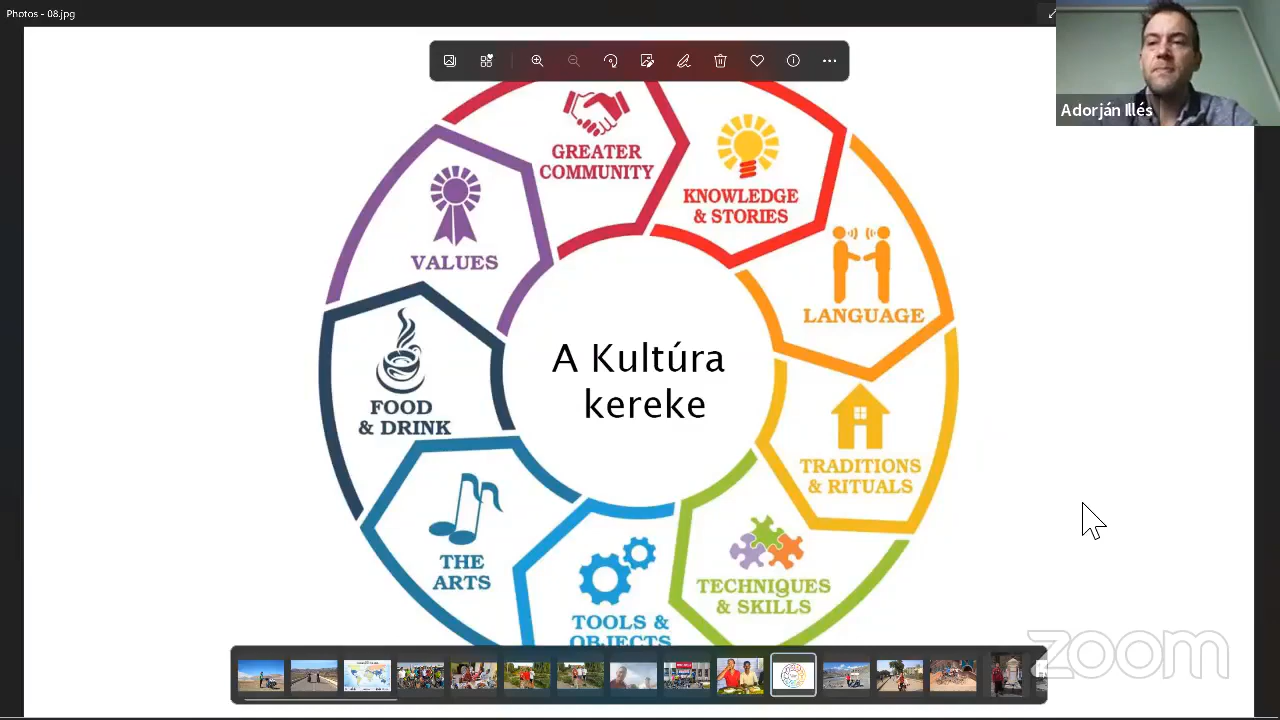 Photos - 08.jpg
Adorján Illés
GREATER
COMMUNITY
KNOWLEDGE
& STORIES
VALUES
LANGUAGE
A Kultúra
kereke
FOOD
& DRINK
TRADITIONS
& RITUALS
THE
ARTS
TECHNIQUES
& SKILLS
TOOLS &
OBJECTS
zoom